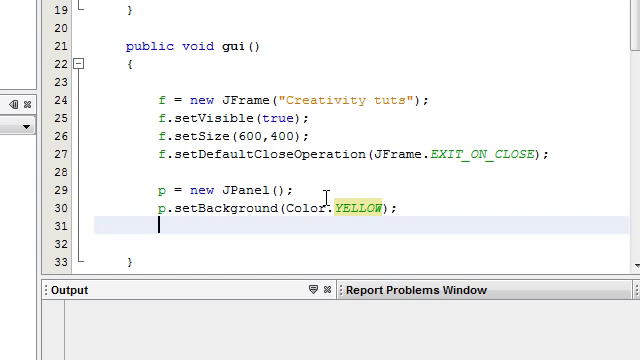 19 }
20
21 public void gui()
22 {
23
24 f = new JFrame("Creativity tuts");
25 f.setVisible(true);
26 f.setSize(600,400);
27 f.setDefaultCloseOperation(JFrame.EXIT_ON_CLOSE);
28
29 p = new JPanel();
30 p.setBackground(Color.YELLOW);
31
32
33 }
Output Report Problems Window